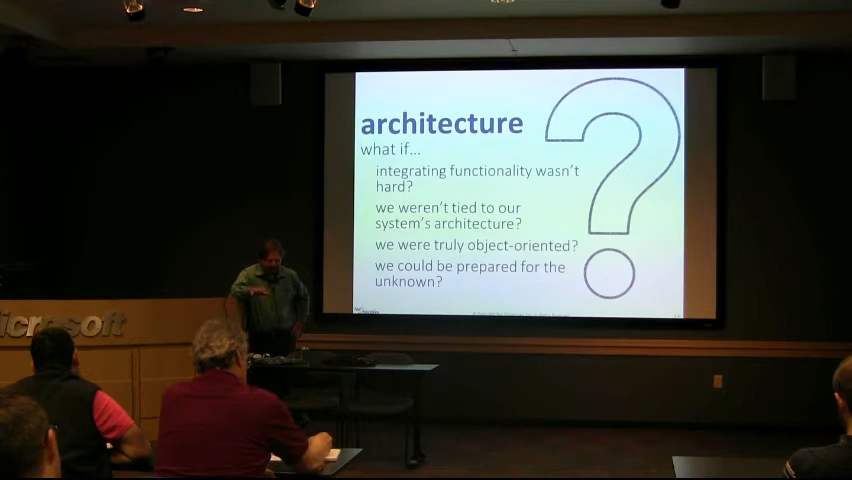 architecture
what if...
integrating functionality wasn't
hard?
we weren't tied to our
system's architecture?
we were truly object-oriented?
we could be prepared for the
unknown?
?
icrosoft